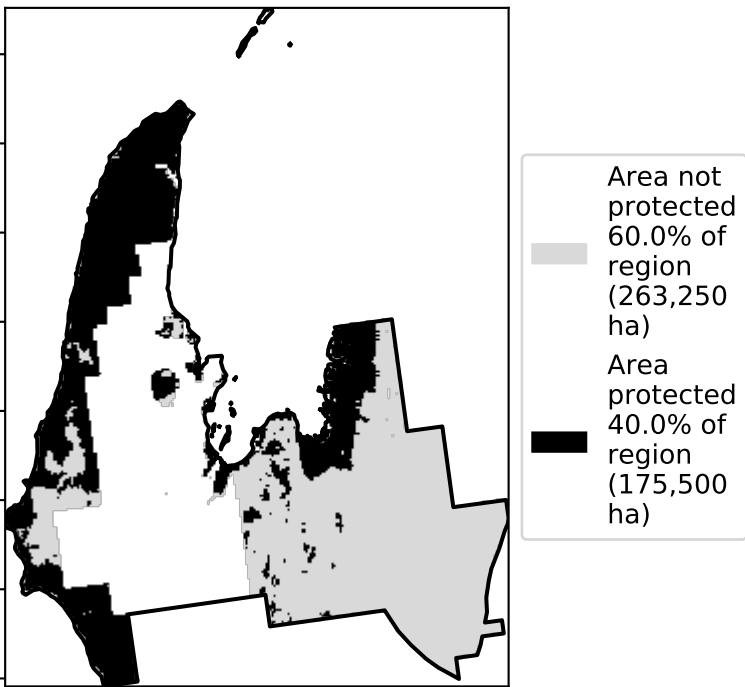 Area not
protected
60.0% of
region
(263,250
ha)
Area
protected
40.0% of
region
(175,500
ha)